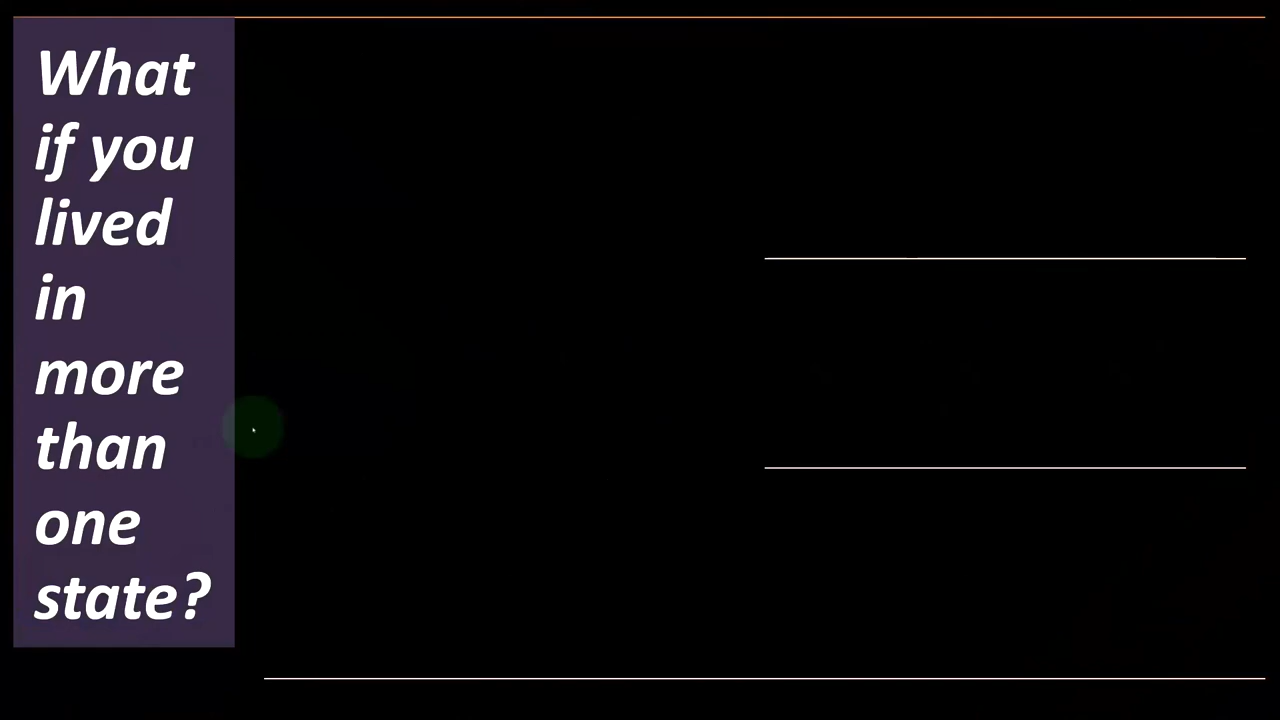 What
if you
lived
in
more
than
one
state?